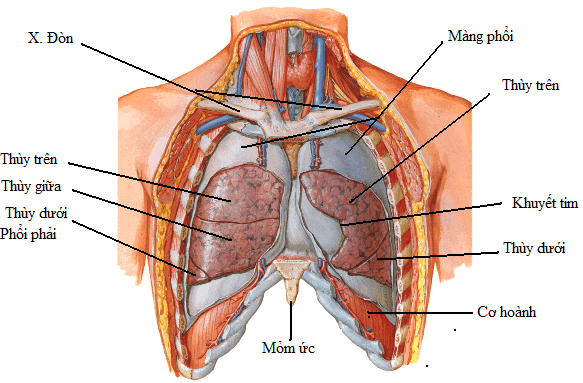 X. Đòn
Màng phổi
Thùy trên
Thùy trên
Thùy giữa
Thùy dưới
Phổi phải
Khuyết tim
Thùy dưới
Cơ hoành
Mỏm ức